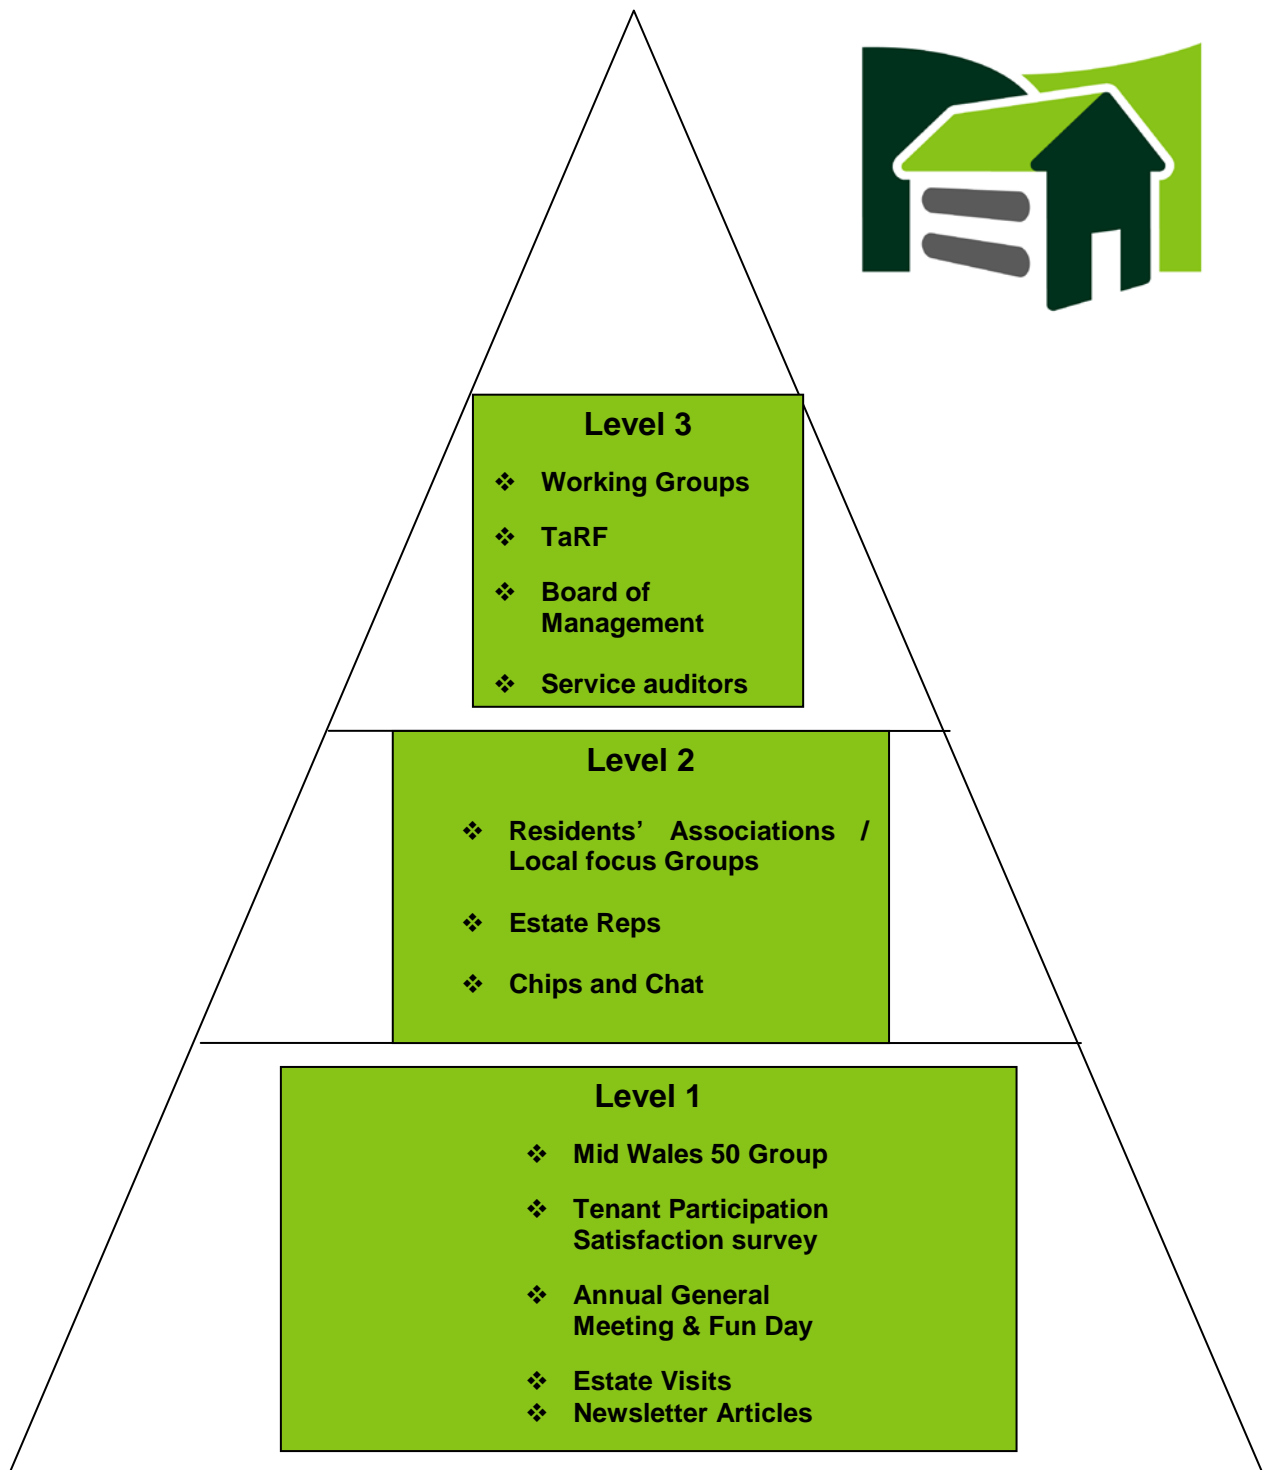 Level 3
❖ Working Groups
❖ TaRF
❖ Board of
Management
❖ Service auditors
Level 2
❖ Residents’ Associations /
Local focus Groups
❖ Estate Reps
❖ Chips and Chat
Level 1
❖ Mid Wales 50 Group
❖ Tenant Participation
Satisfaction survey
❖ Annual General
Meeting & Fun Day
❖ Estate Visits
❖ Newsletter Articles